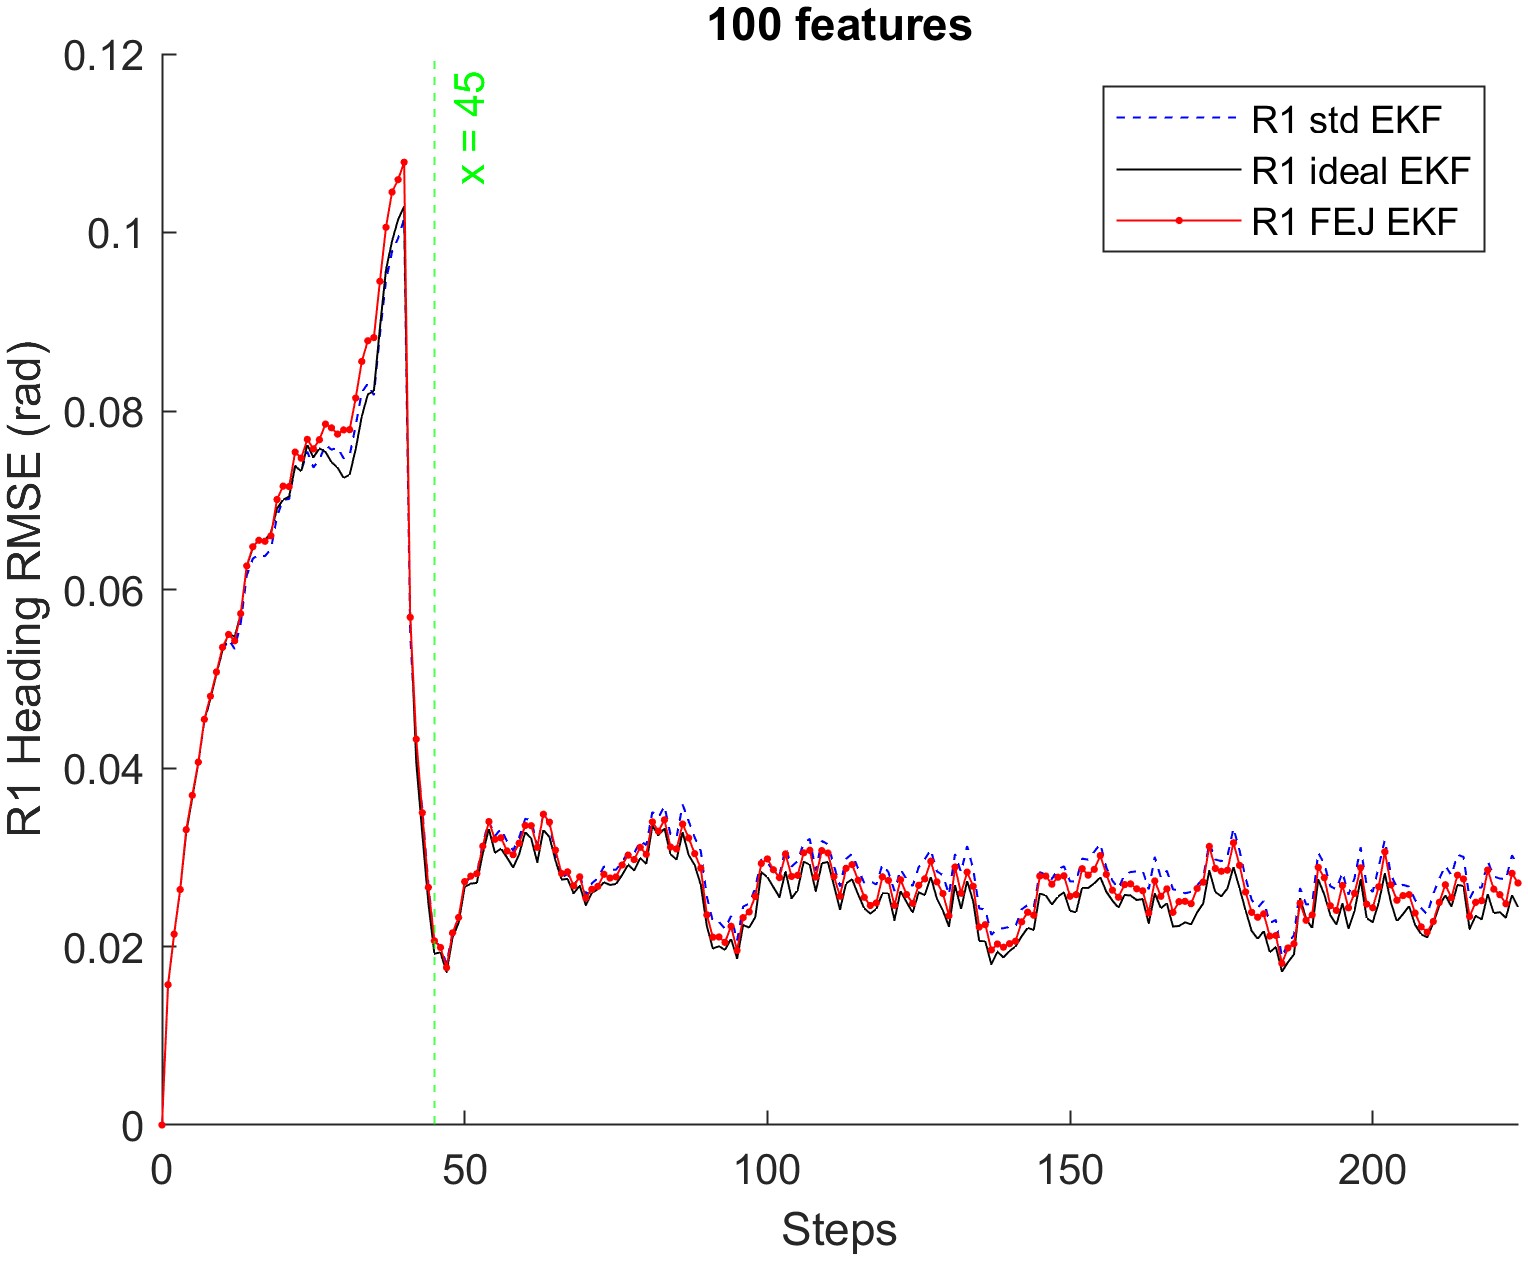 100 features
0.12
0.1
0.08
0.06
0.04
0.02
0
R1 Heading RMSE (rad)
x = 45
R1 std EKF
R1 ideal EKF
R1 FEJ EKF
0
50
100
150
200
Steps